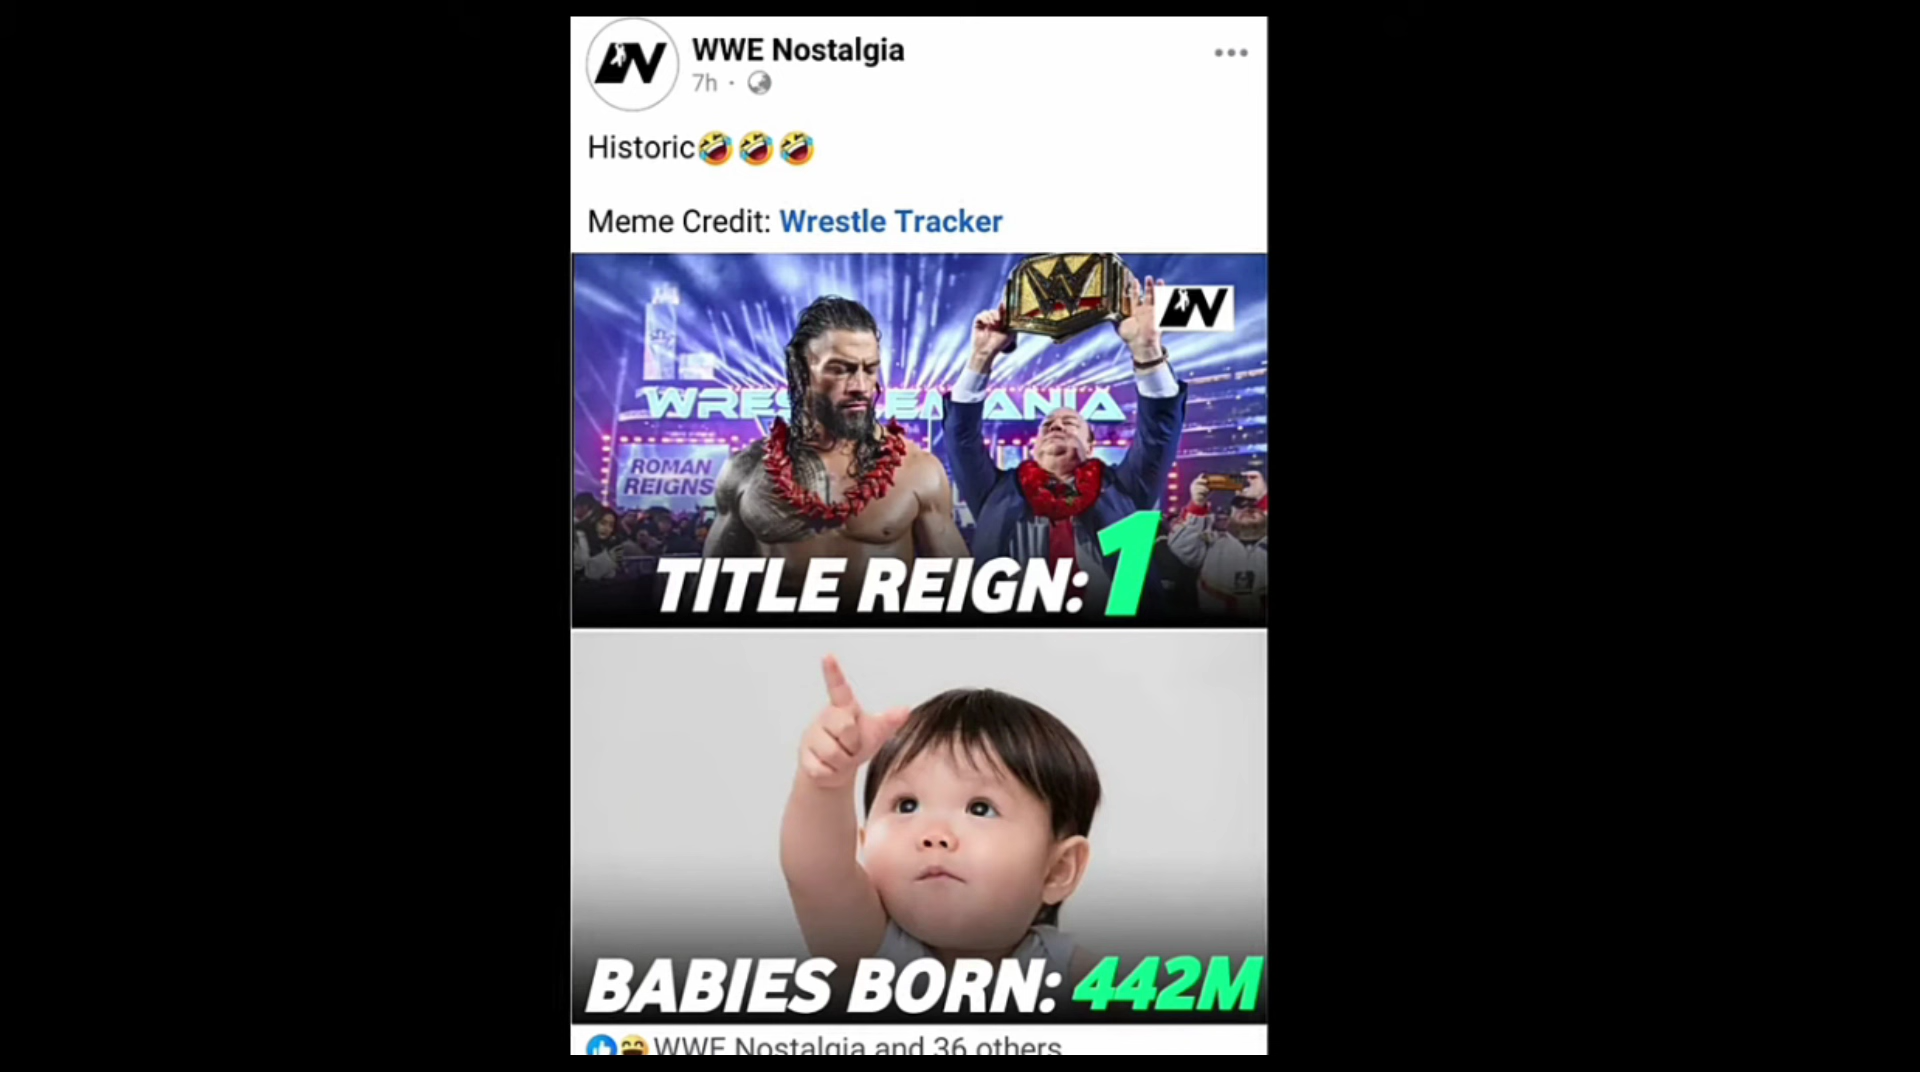 WWE Nostalgia
7h ·
Historic🤣🤣🤣
Meme Credit: Wrestle Tracker
WRESTLEMANIA
ROMAN
REIGNS
TITLE REIGN: 1
BABIES BORN: 442M
WWE Nostalgia and 36 others